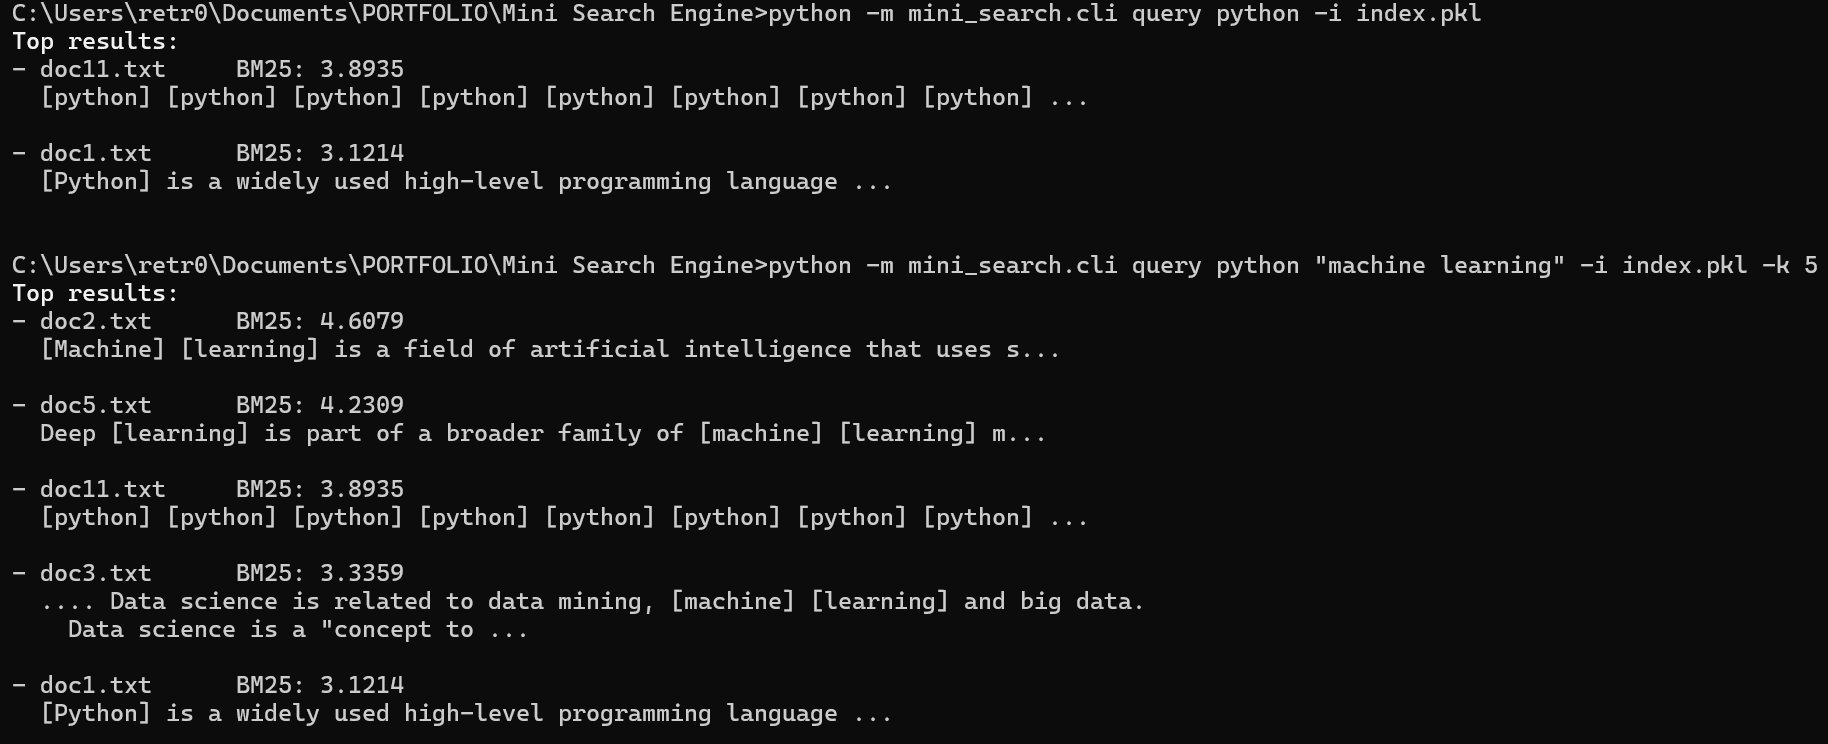 C:\Users\retr0\Documents\PORTFOLIO\Mini Search Engine>python -m mini_search.cli query python -i index.pkl
Top results:
- doc11.txt     BM25: 3.8935
  [python] [python] [python] [python] [python] [python] [python] [python] ...

- doc1.txt      BM25: 3.1214
  [Python] is a widely used high-level programming language ...


C:\Users\retr0\Documents\PORTFOLIO\Mini Search Engine>python -m mini_search.cli query python "machine learning" -i index.pkl -k 5
Top results:
- doc2.txt      BM25: 4.6079
  [Machine] [learning] is a field of artificial intelligence that uses s...

- doc5.txt      BM25: 4.2309
  Deep [learning] is part of a broader family of [machine] [learning] m...

- doc11.txt     BM25: 3.8935
  [python] [python] [python] [python] [python] [python] [python] [python] ...

- doc3.txt      BM25: 3.3359
  .... Data science is related to data mining, [machine] [learning] and big data.
    Data science is a "concept to ...

- doc1.txt      BM25: 3.1214
  [Python] is a widely used high-level programming language ...